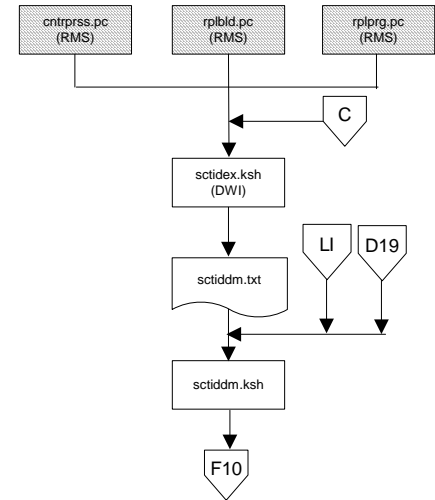 cntrprss.pc
(RMS)
rplbld.pc
(RMS)
rplprg.pc
(RMS)
C
sctidex.ksh
(DWI)
LI
D19
sctiddm.txt
sctiddm.ksh
F10